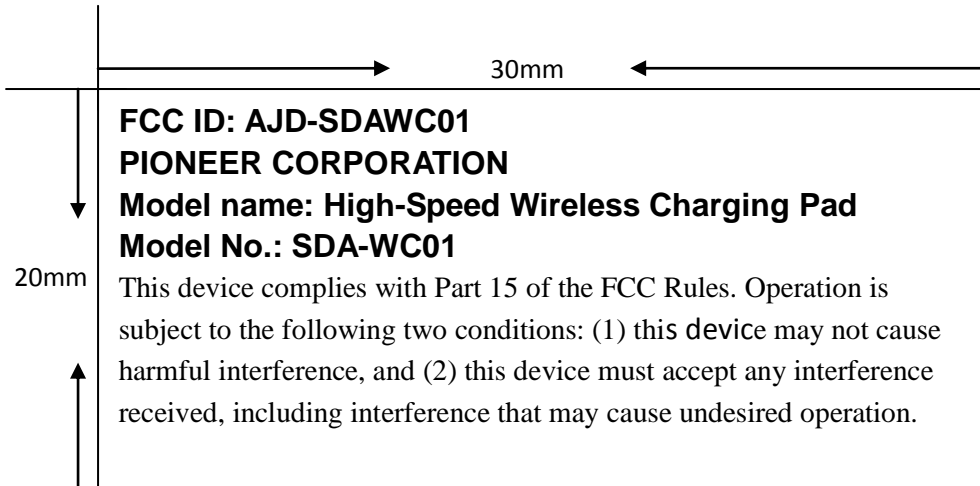 30mm
FCC ID: AJD-SDAWC01
PIONEER CORPORATION
Model name: High-Speed Wireless Charging Pad
Model No.: SDA-WC01
20mm
This device complies with Part 15 of the FCC Rules. Operation is
subject to the following two conditions: (1) this device may not cause
harmful interference, and (2) this device must accept any interference
received, including interference that may cause undesired operation.